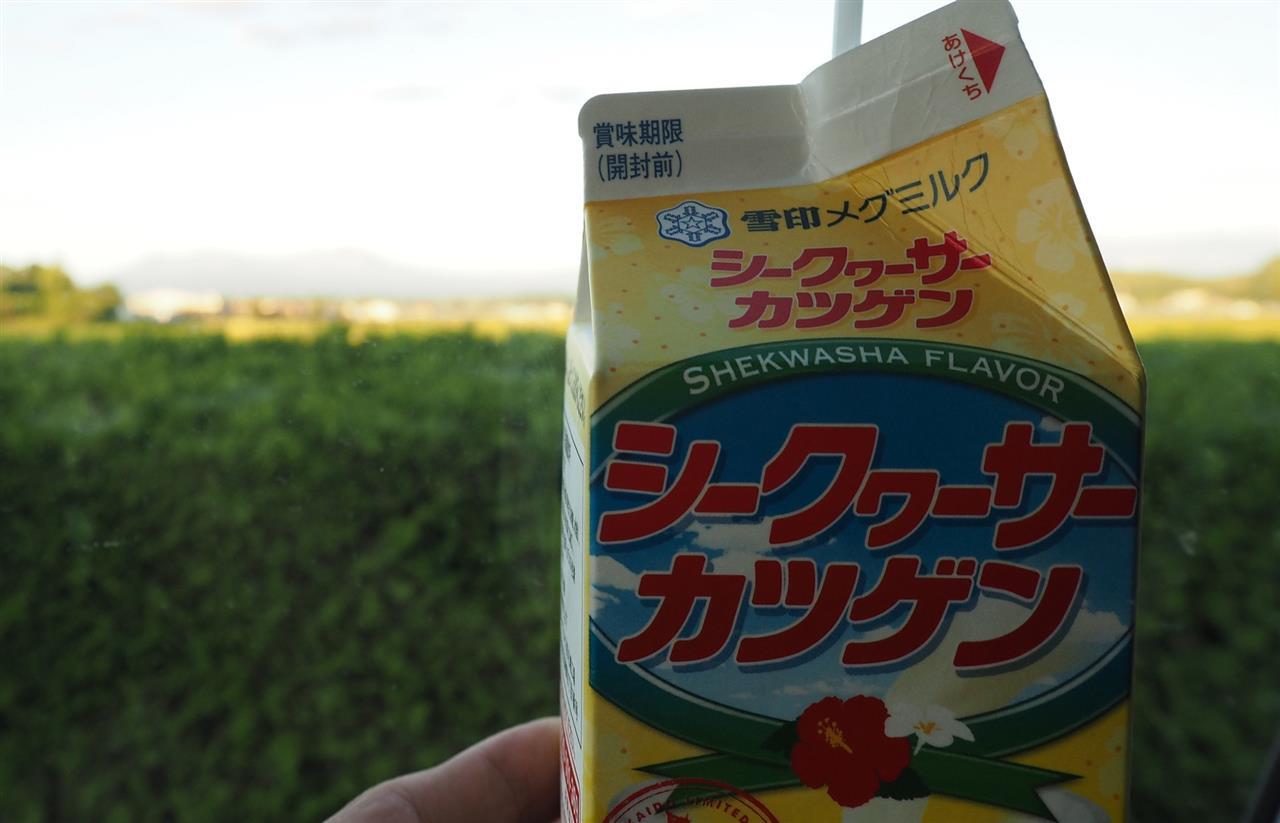 あけくち
賞味期限
(開封前)
雪印メグミルク
シークヮーサー
カツゲン
SHEKWASHA FLAVOR
シークヮーサー
カツゲン
LIMITED